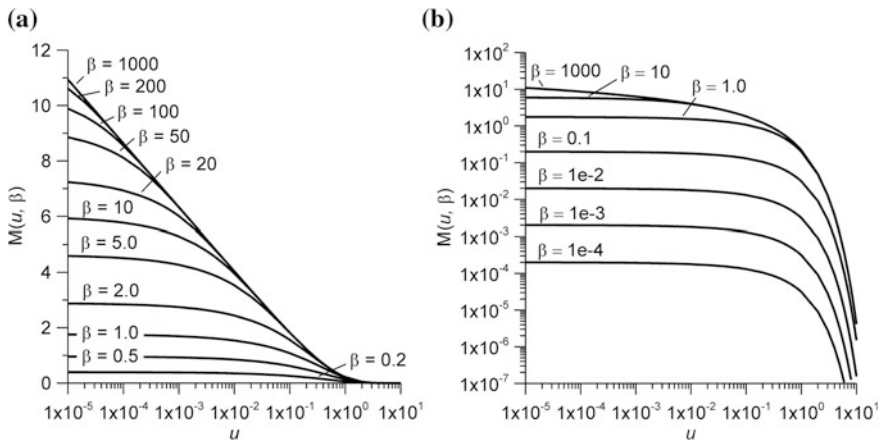 (a)
12
10
8
6
4
2
0
M(u, β)
β = 1000
β = 200
β = 100
β = 50
β = 20
β = 10
β = 5.0
β = 2.0
β = 1.0
β = 0.5
β = 0.2
1x10-5 1x10-4 1x10-3 1x10-2 1x10-1 1x100 1x101
u
(b)
1x102
1x101
1x100
1x10-1
1x10-2
1x10-3
1x10-4
1x10-5
1x10-6
1x10-7
M(u, β)
β = 1000
β = 10
β = 1.0
β = 0.1
β = 1e-2
β = 1e-3
β = 1e-4
1x10-5 1x10-4 1x10-3 1x10-2 1x10-1 1x100 1x101
u